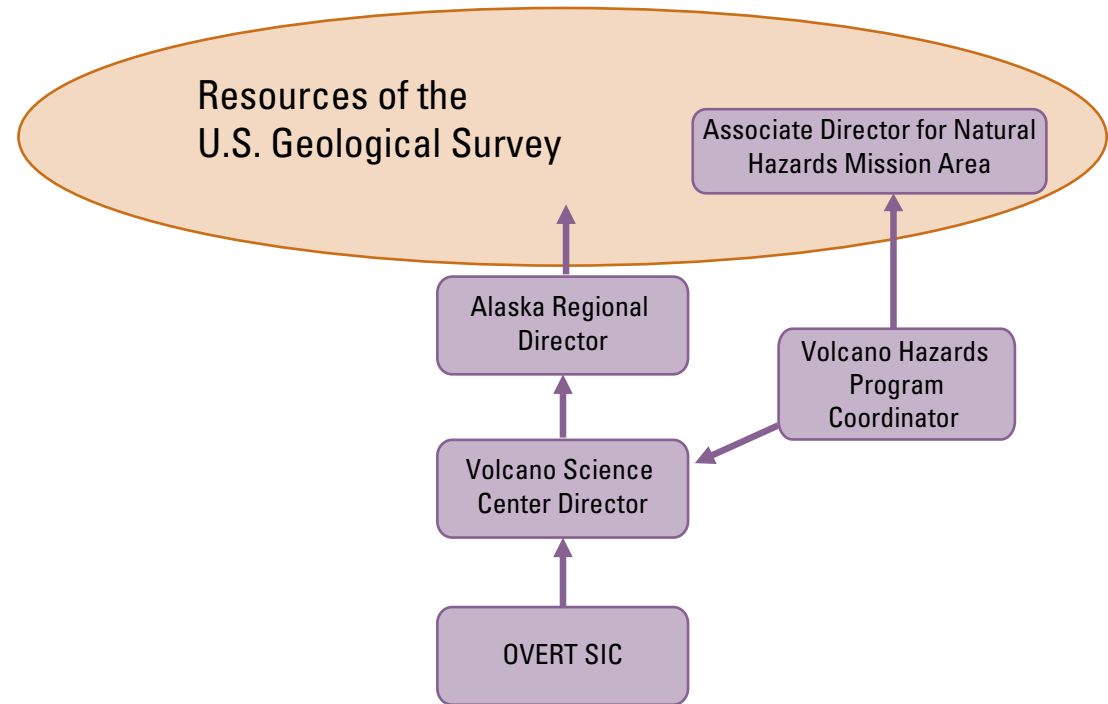 Resources of the
U.S. Geological Survey
Associate Director for Natural
Hazards Mission Area
Alaska Regional
Director
Volcano Hazards
Program
Coordinator
Volcano Science
Center Director
OVERT SIC